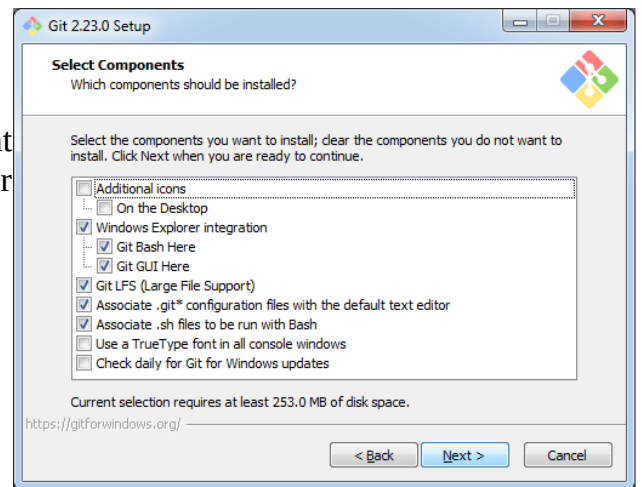 Git 2.23.0 Setup
Select Components
Which components should be installed?
Select the components you want to install; clear the components you do not want to
install. Click Next when you are ready to continue.
Additional icons
On the Desktop
Windows Explorer integration
Git Bash Here
Git GUI Here
Git LFS (Large File Support)
Associate .git* configuration files with the default text editor
Associate .sh files to be run with Bash
Use a TrueType font in all console windows
Check daily for Git for Windows updates
Current selection requires at least 253.0 MB of disk space.
https://gitforwindows.org/
< Back Next > Cancel